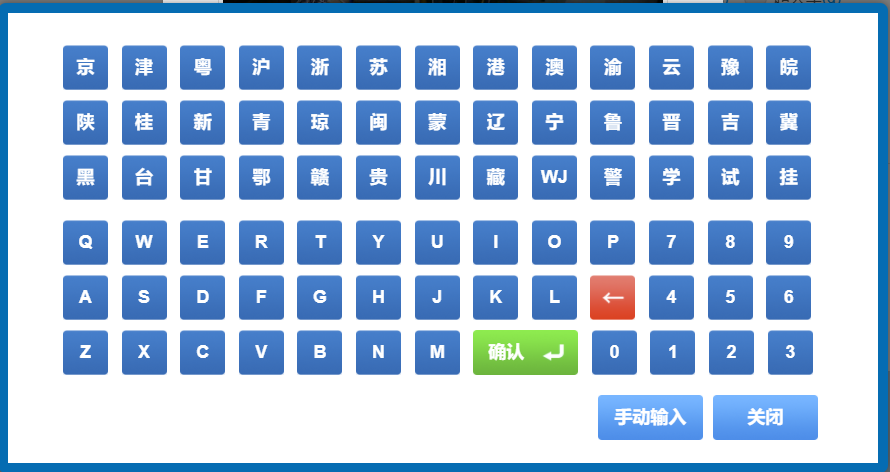 京 津 粤 沪 浙 苏 湘 港 澳 渝 云 豫 皖
陕 桂 新 青 琼 闽 蒙 辽 宁 鲁 晋 吉 冀
黑 台 甘 鄂 赣 贵 川 藏 WJ 警 学 试 挂
Q W E R T Y U I O P 7 8 9
A S D F G H J K L ← 4 5 6
Z X C V B N M 确认 0 1 2 3
手动输入 关闭